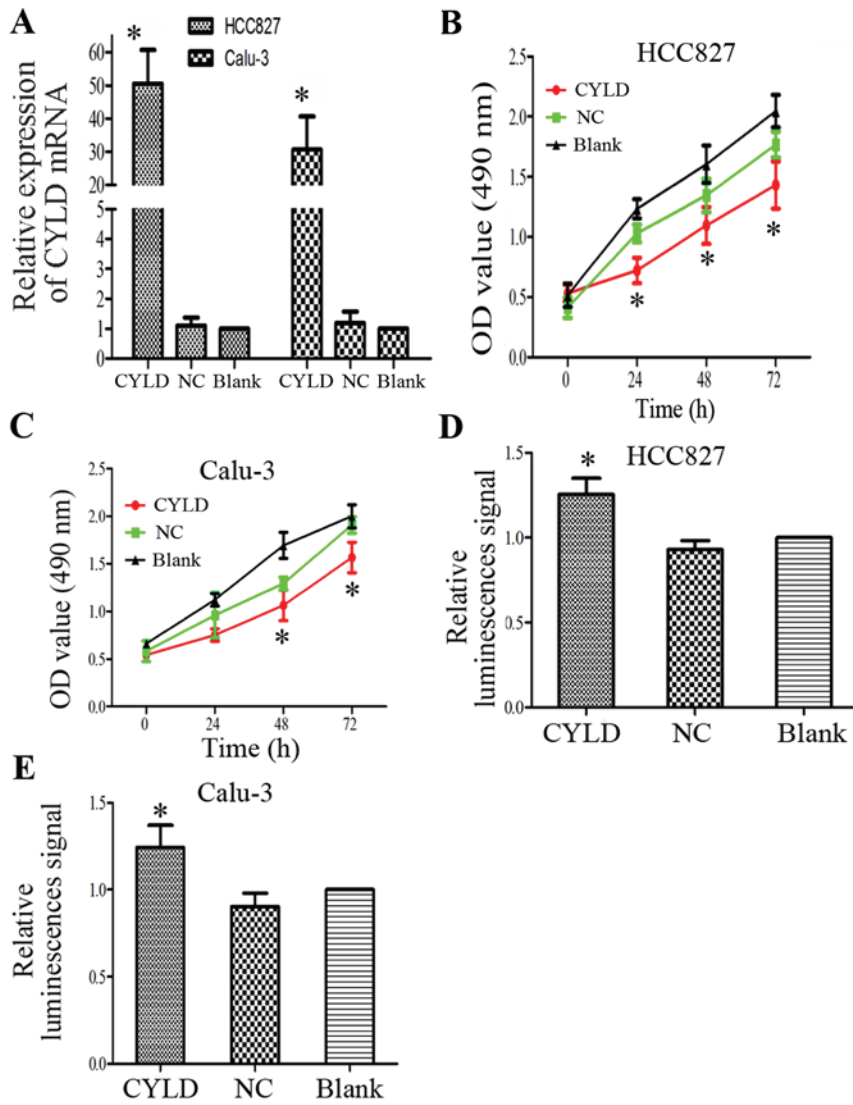 A
HCC827
Calu-3
*
*
Relative expression
of CYLD mRNA
60
50
40
30
20
5
4
3
2
1
0
CYLD NC Blank CYLD NC Blank
B
HCC827
CYLD
NC
Blank
OD value (490 nm)
2.5
2.0
1.5
1.0
0.5
0.0
* * *
0 24 48 72
Time (h)
C
Calu-3
CYLD
NC
Blank
OD value (490 nm)
2.5
2.0
1.5
1.0
0.5
0.0
* *
0 24 48 72
Time (h)
D
HCC827
*
Relative
luminescences signal
1.5
1.0
0.5
0.0
CYLD NC Blank
E
Calu-3
*
Relative
luminescences signal
1.5
1.0
0.5
0.0
CYLD NC Blank